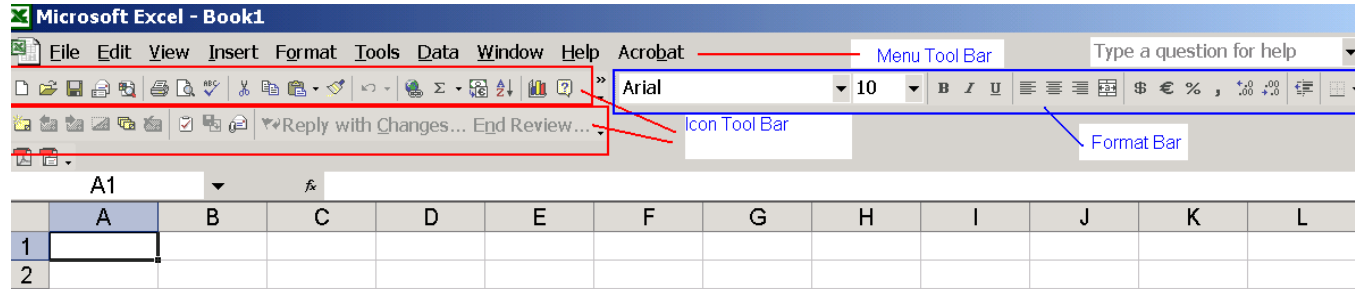 Microsoft Excel - Book1
File Edit View Insert Format Tools Data Window Help Acrobat Menu Tool Bar Type a question for help
Arial 10 B I U $ € % ,
Reply with Changes... End Review... Icon Tool Bar
Format Bar
A1 fx
A B C D E F G H I J K L
1
2